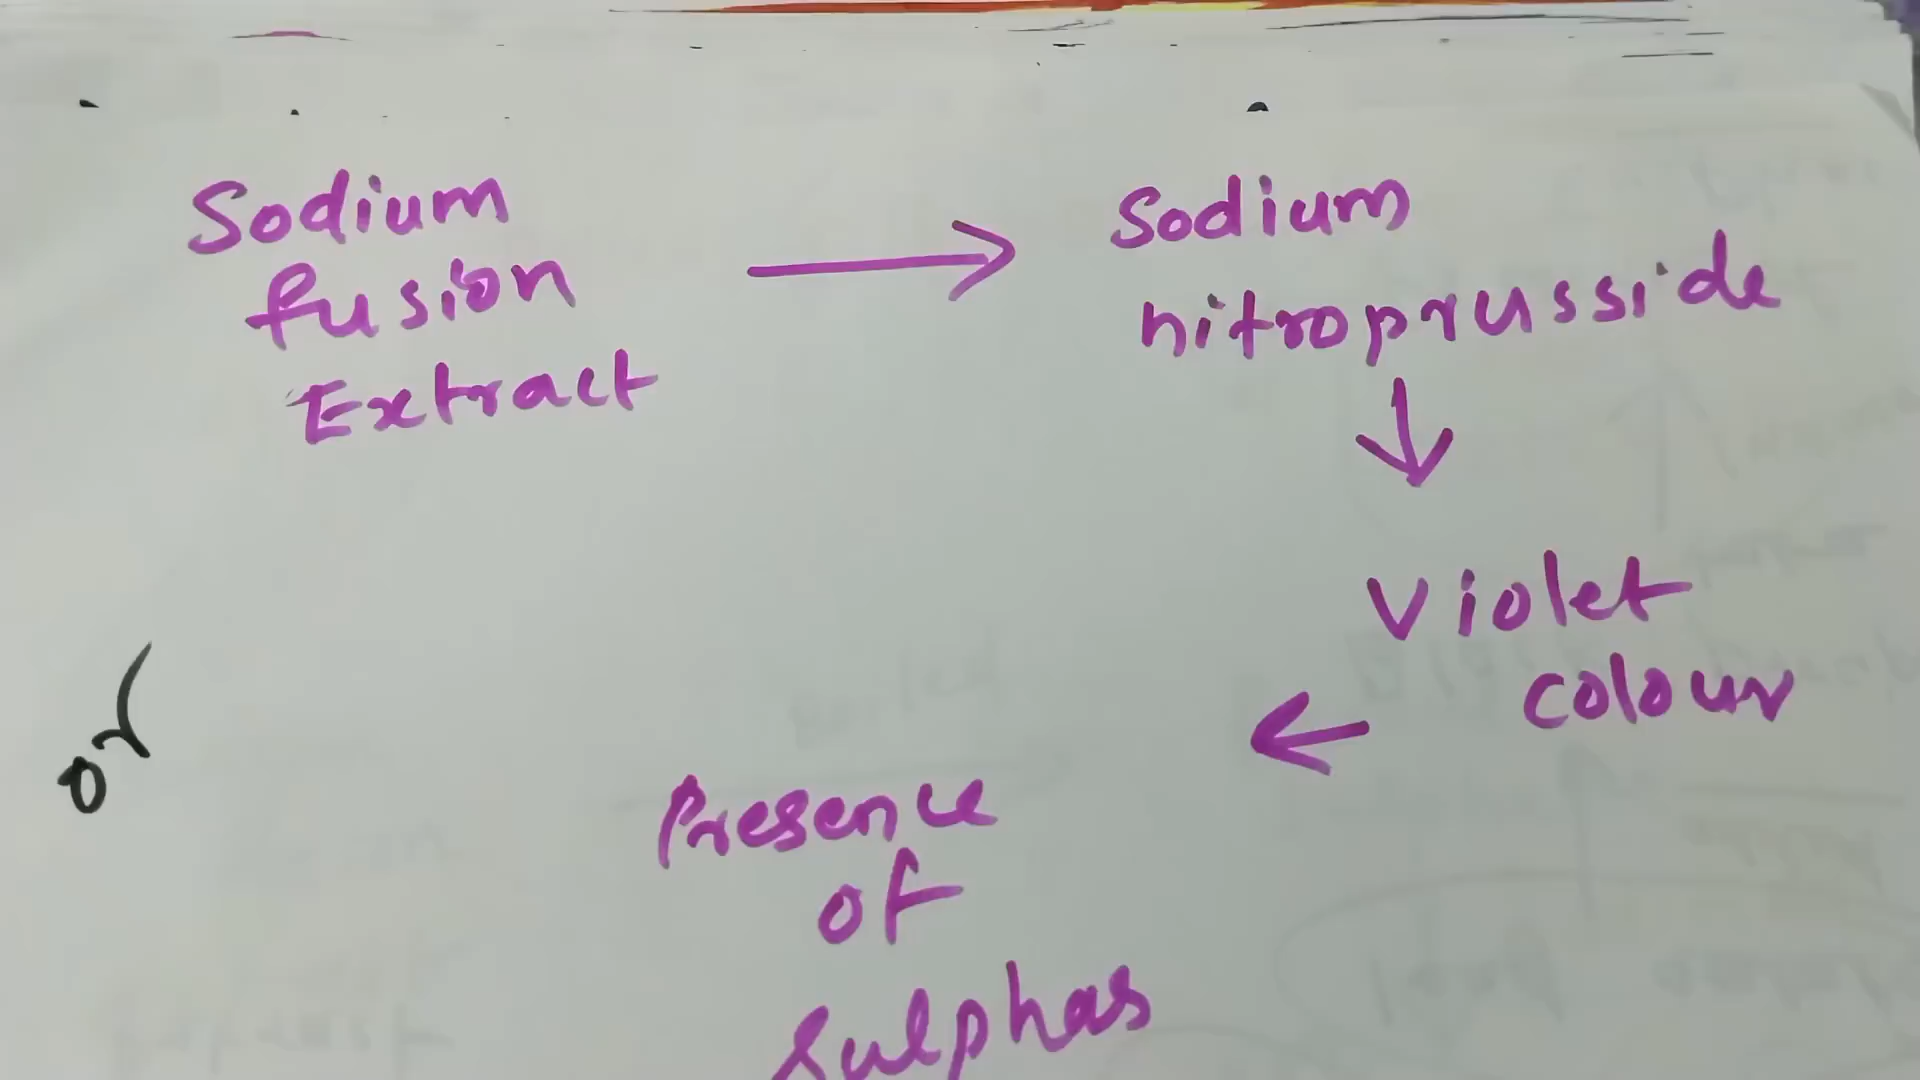 Sodium
fusion
Extract
Sodium
nitroprusside
Violet
colour
or
Presence
of
Sulphas